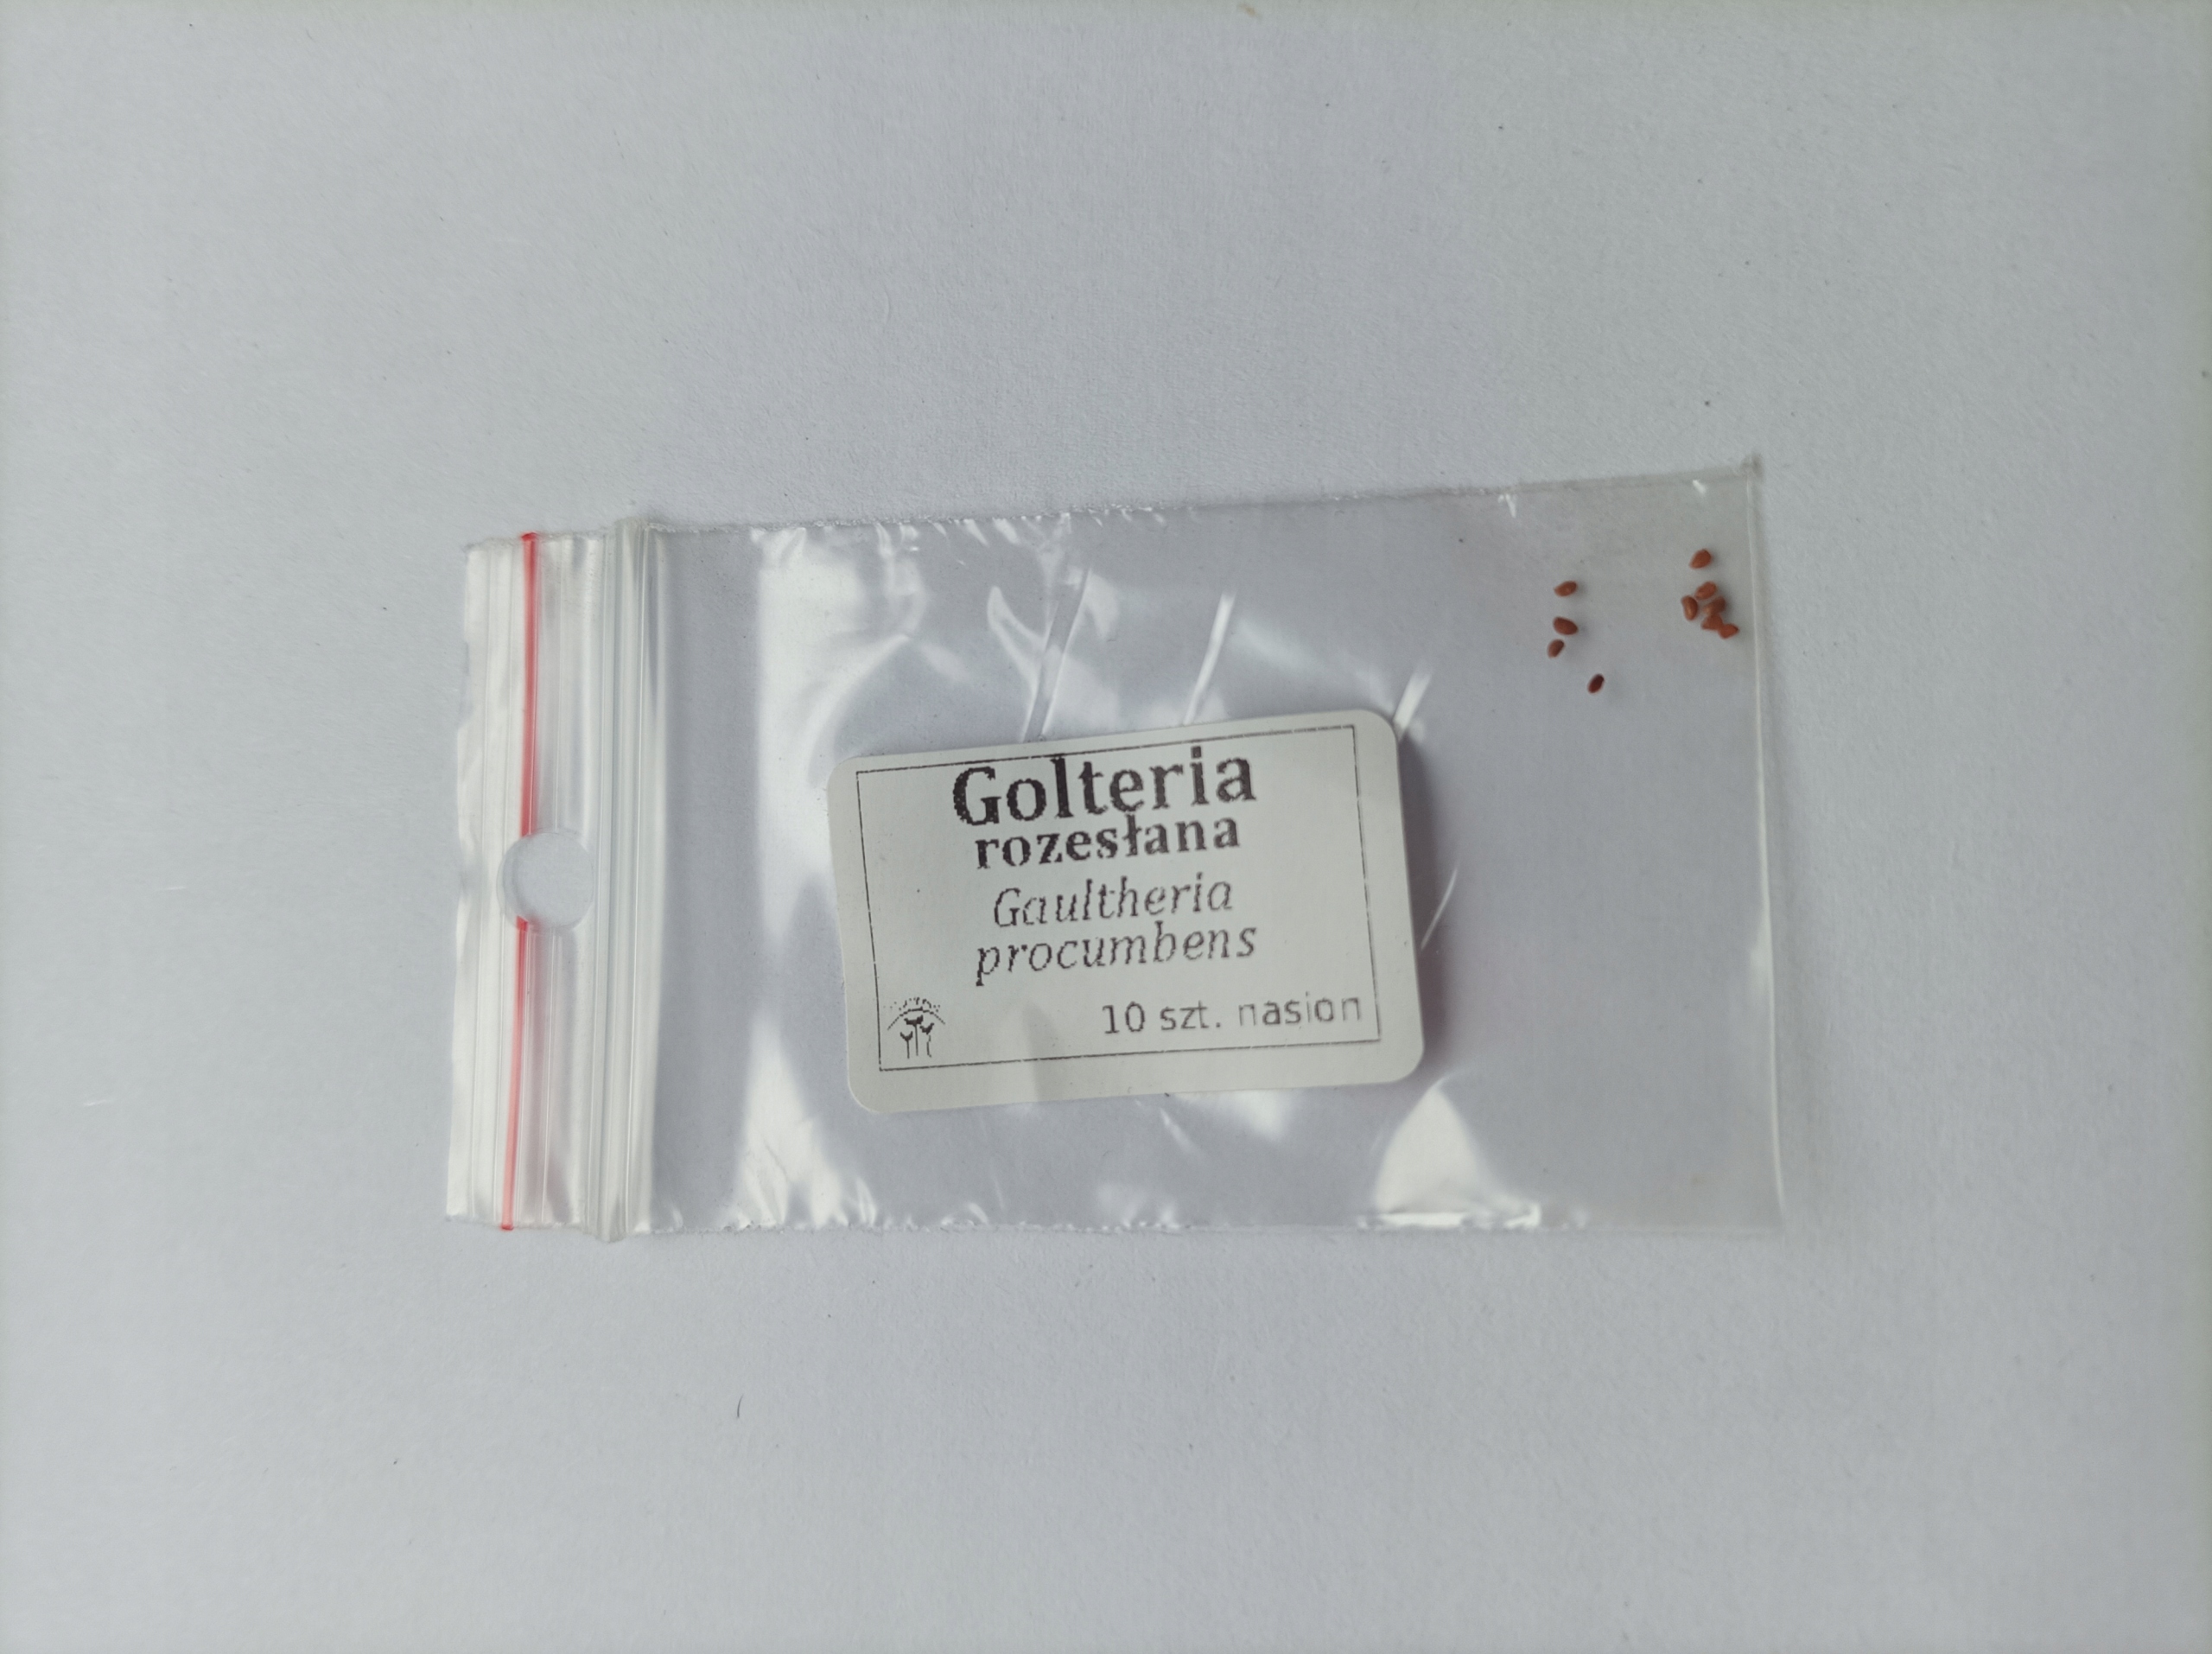 Golteria
rozesłana
Gaultheria
procumbens
10 szt. nasion